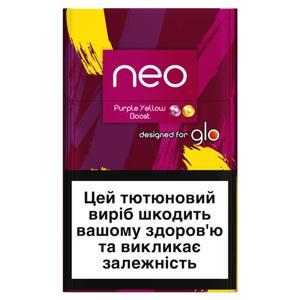 neo
Purple Yellow
Boost
designed for glo
Цей тютюновий
виріб шкодить
вашому здоров'ю
та викликає
залежність